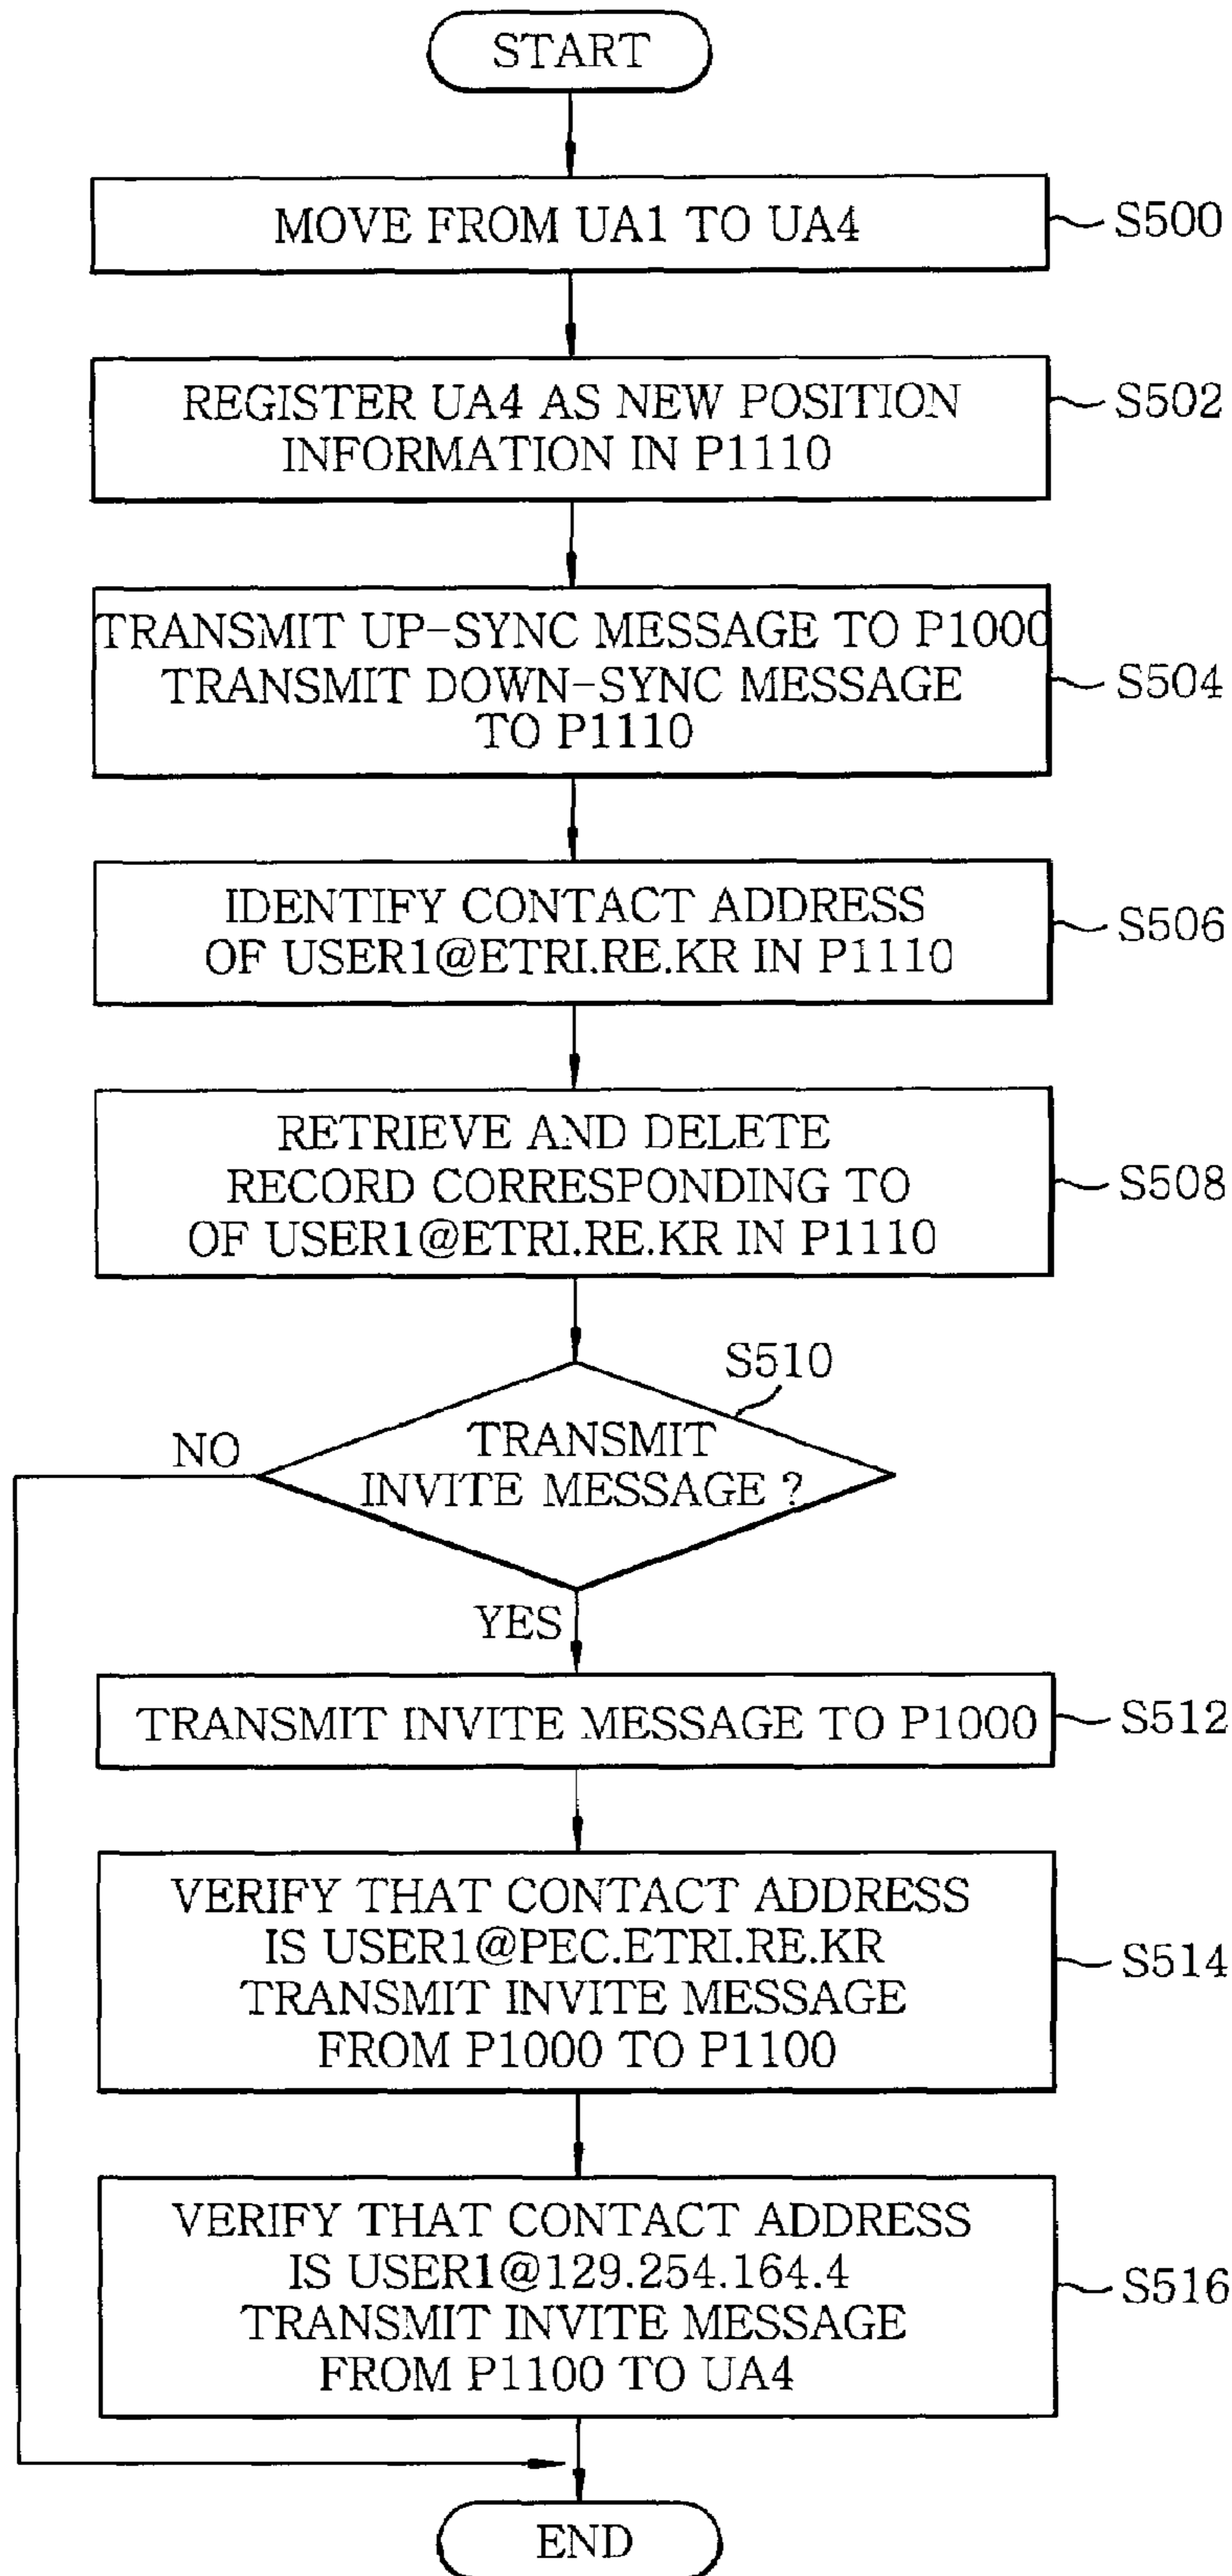 START
MOVE FROM UA1 TO UA4
S500
REGISTER UA4 AS NEW POSITION
INFORMATION IN P1110
S502
TRANSMIT UP-SYNC MESSAGE TO P1000
TRANSMIT DOWN-SYNC MESSAGE
TO P1110
S504
IDENTIFY CONTACT ADDRESS
OF USER1@ETRI.RE.KR IN P1110
S506
RETRIEVE AND DELETE
RECORD CORRESPONDING TO
OF USER1@ETRI.RE.KR IN P1110
S508
S510
TRANSMIT
INVITE MESSAGE ?
NO
YES
TRANSMIT INVITE MESSAGE TO P1000
S512
VERIFY THAT CONTACT ADDRESS
IS USER1@PEC.ETRI.RE.KR
TRANSMIT INVITE MESSAGE
FROM P1000 TO P1100
S514
VERIFY THAT CONTACT ADDRESS
IS USER1@129.254.164.4
TRANSMIT INVITE MESSAGE
FROM P1100 TO UA4
S516
END